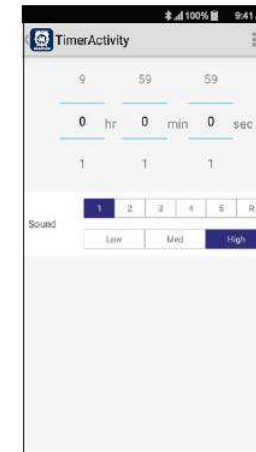 100% 9:41
TimerActivity
9 59 59
0 hr 0 min 0 sec
1 1 1
1 2 3 4 5 R
Sound
Low Med High